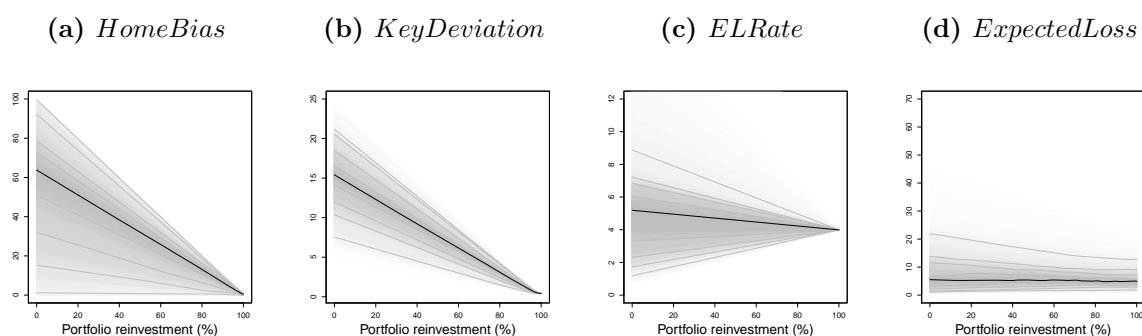 (a) HomeBias (b) KeyDeviation (c) ELRate (d) ExpectedLoss
100 80 60 40 20 0
0 20 40 60 80 100
Portfolio reinvestment (%)
25 20 15 10 5 0
0 20 40 60 80 100
Portfolio reinvestment (%)
12 10 8 6 4 2 0
0 20 40 60 80 100
Portfolio reinvestment (%)
70 60 50 40 30 20 10 0
0 20 40 60 80 100
Portfolio reinvestment (%)